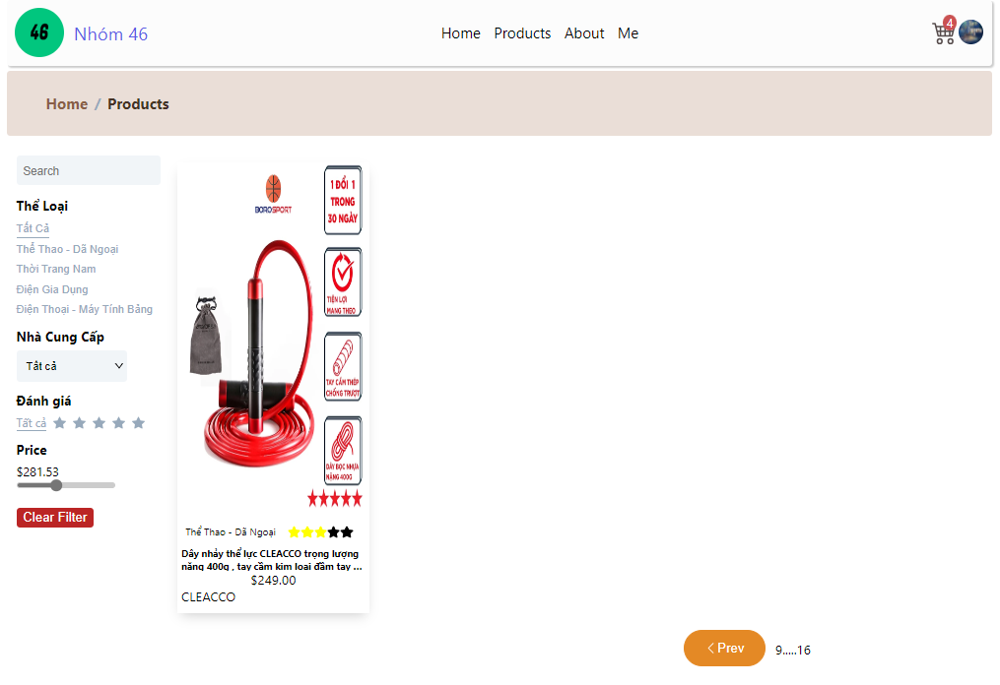 46 Nhóm 46
Home Products About Me
4
Home / Products
Search
Thể Loại
Tất Cả
Thể Thao - Dã Ngoại
Thời Trang Nam
Điện Gia Dụng
Điện Thoại - Máy Tính Bảng
Nhà Cung Cấp
Tất cả
Đánh giá
Tất cả
Price
$281.53
Clear Filter
BOROSPORT
1 ĐỔI 1
TRONG
30 NGÀY
TIỆN LỢI
MANG THEO
TAY CẦM THÉP
CHỐNG TRƯỢT
DÂY BỌC NHỰA
NẶNG 400G
Thể Thao - Dã Ngoại
Dây nhảy thể lực CLEACCO trọng lượng
nặng 400g , tay cầm kim loại đầm tay ...
$249.00
CLEACCO
Prev 9.....16